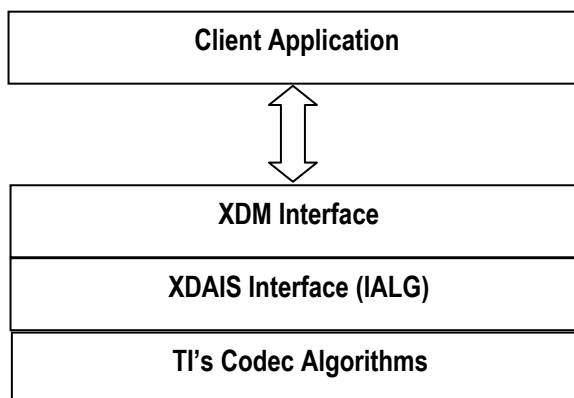 Client Application
XDM Interface
XDAIS Interface (IALG)
TI’s Codec Algorithms